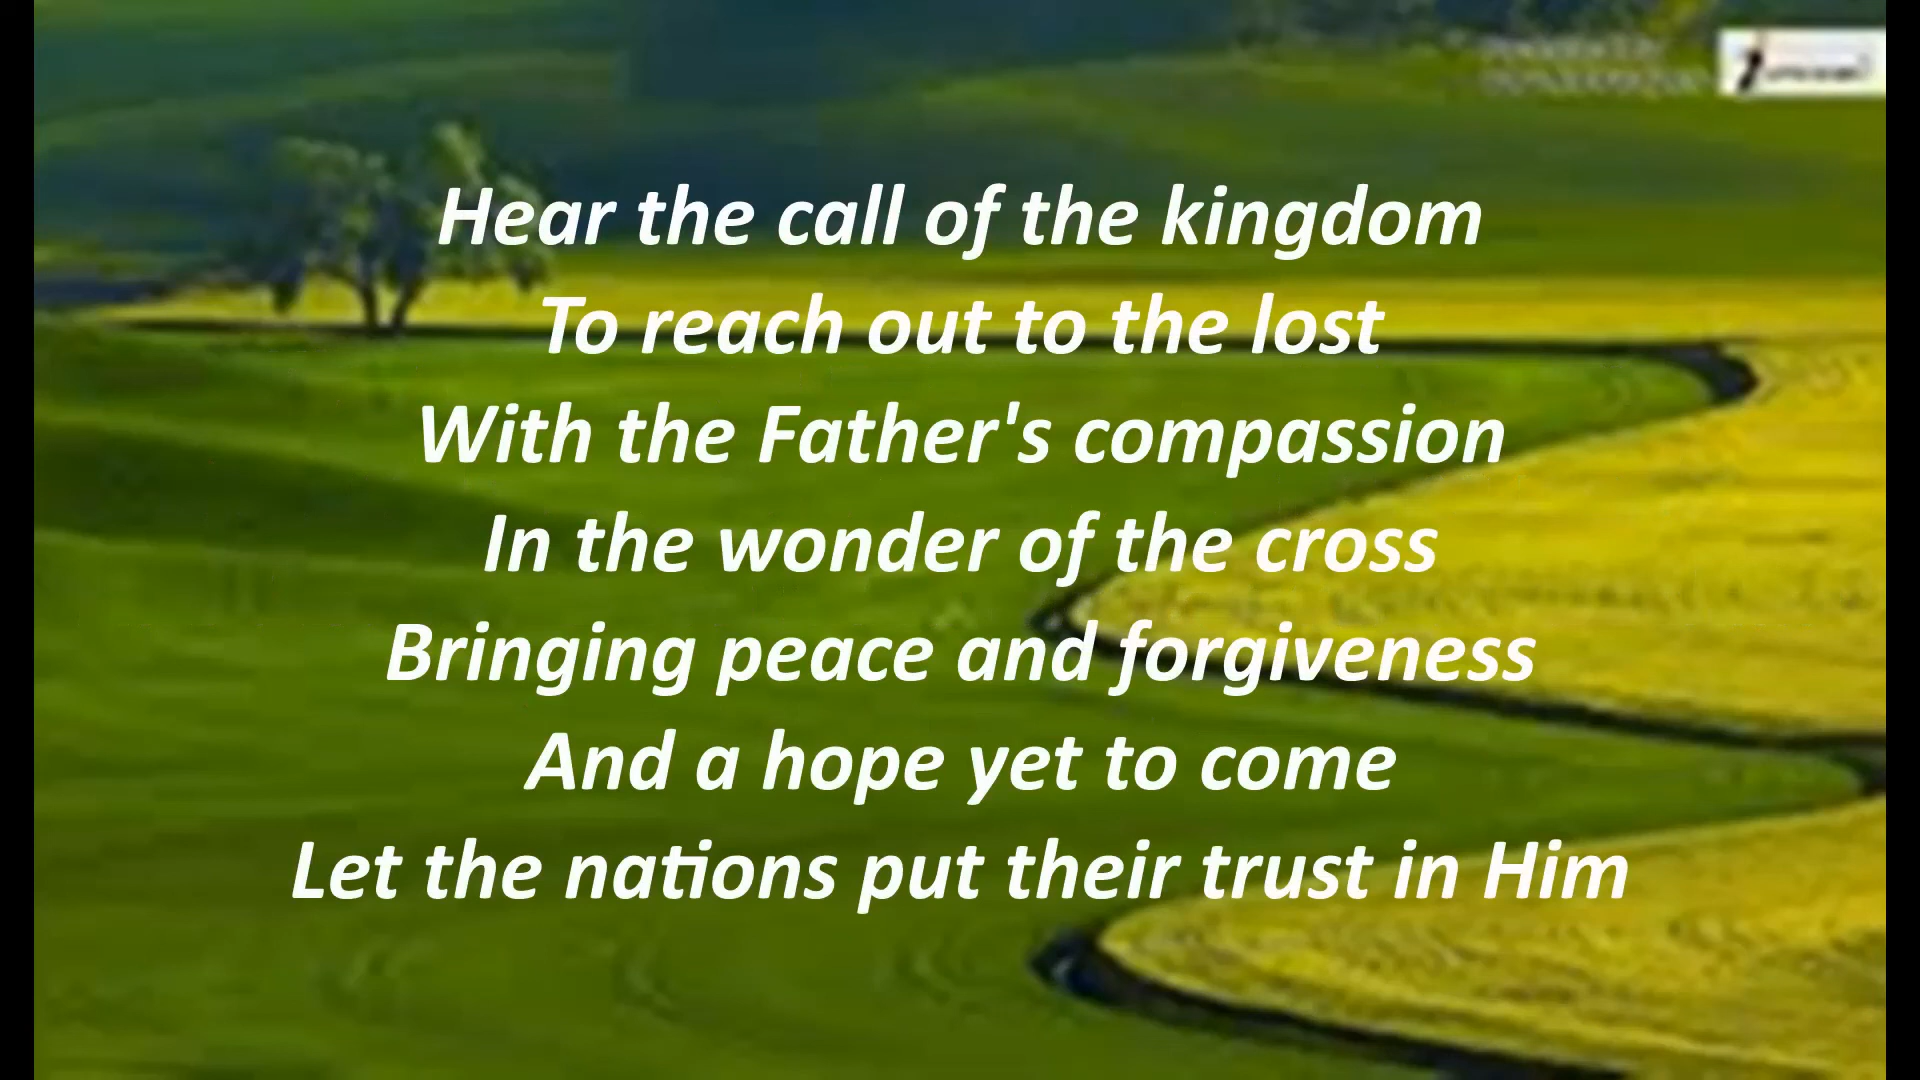 Hear the call of the kingdom
To reach out to the lost
With the Father's compassion
In the wonder of the cross
Bringing peace and forgiveness
And a hope yet to come
Let the nations put their trust in Him